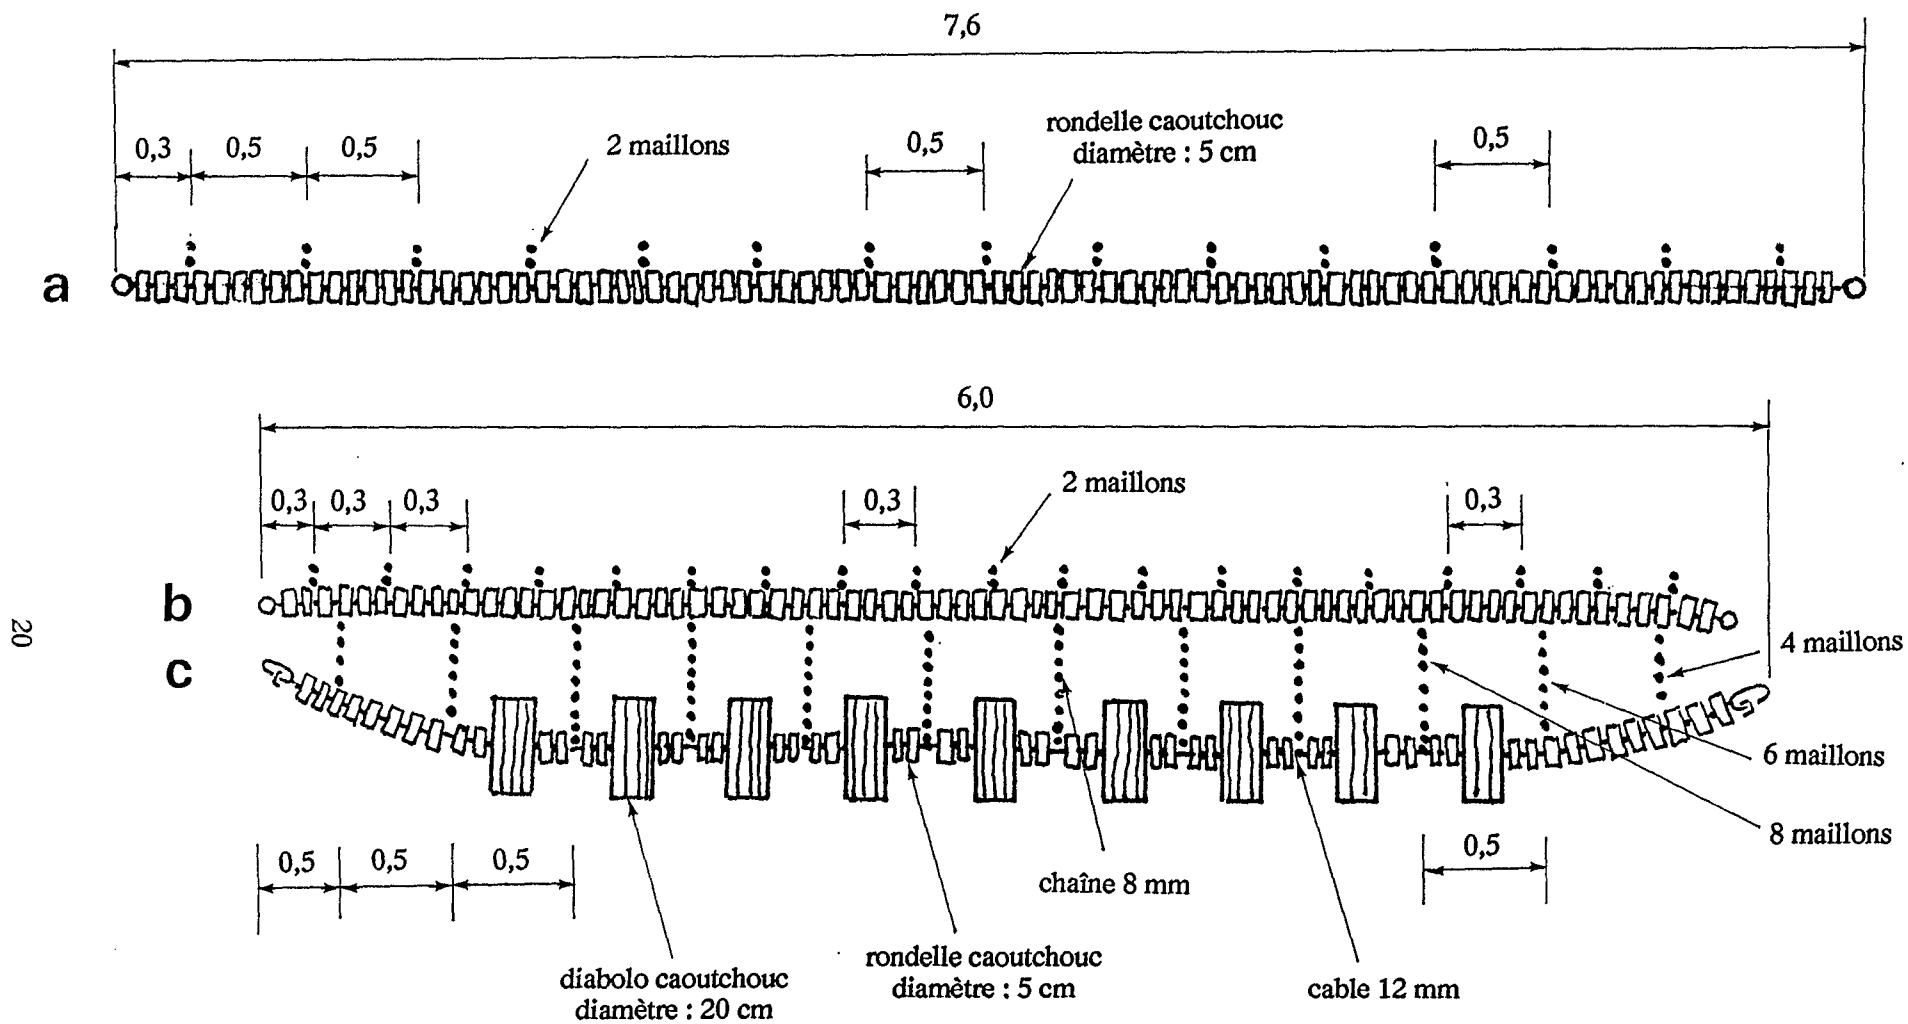 7,6
0,3
0,5
0,5
2 maillons
0,5
rondelle caoutchouc
diamètre : 5 cm
0,5
a
6,0
0,3
0,3
0,3
0,3
2 maillons
0,3
b
c
20
4 maillons
6 maillons
8 maillons
0,5
0,5
0,5
0,5
chaîne 8 mm
diabolo caoutchouc
diamètre : 20 cm
rondelle caoutchouc
diamètre : 5 cm
cable 12 mm